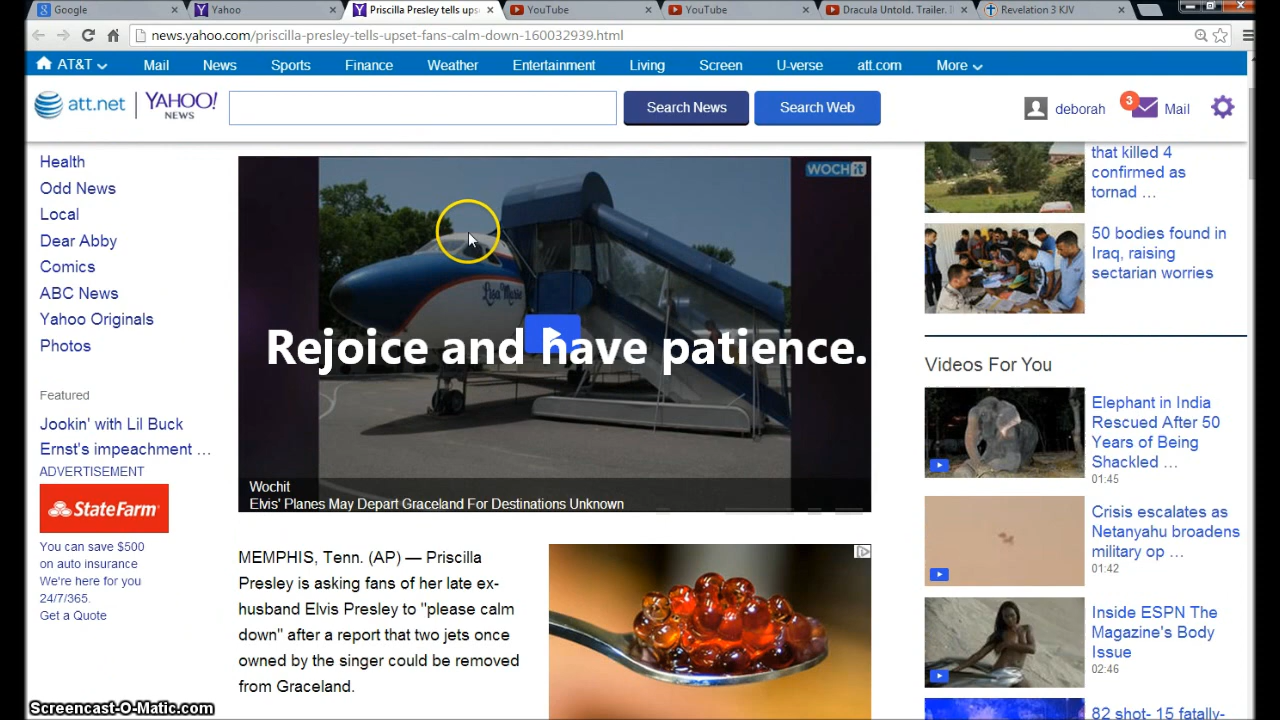 Google
Yahoo
Priscilla Presley tells ups
YouTube
YouTube
Dracula Untold. Trailer.
Revelation 3 KJV
news.yahoo.com/priscilla-presley-tells-upset-fans-calm-down-160032939.html
AT&T
Mail
News
Sports
Finance
Weather
Entertainment
Living
Screen
U-verse
att.com
More
att.net
YAHOO!
NEWS
Search News
Search Web
deborah
3
Mail
Health
Odd News
Local
Dear Abby
Comics
ABC News
Yahoo Originals
Photos
Featured
Jookin' with Lil Buck
Ernst's impeachment …
ADVERTISEMENT
StateFarm
You can save $500
on auto insurance
We're here for you
24/7/365.
Get a Quote
WOCHit
Lisa Marie
Rejoice and have patience.
Wochit
Elvis' Planes May Depart Graceland For Destinations Unknown
MEMPHIS, Tenn. (AP) — Priscilla
Presley is asking fans of her late ex-
husband Elvis Presley to "please calm
down" after a report that two jets once
owned by the singer could be removed
from Graceland.
that killed 4
confirmed as
tornad …
50 bodies found in
Iraq, raising
sectarian worries
Videos For You
Elephant in India
Rescued After 50
Years of Being
Shackled …
01:45
Crisis escalates as
Netanyahu broadens
military op …
01:42
Inside ESPN The
Magazine's Body
Issue
02:46
82 shot- 15 fatally-
Screencast-O-Matic.com